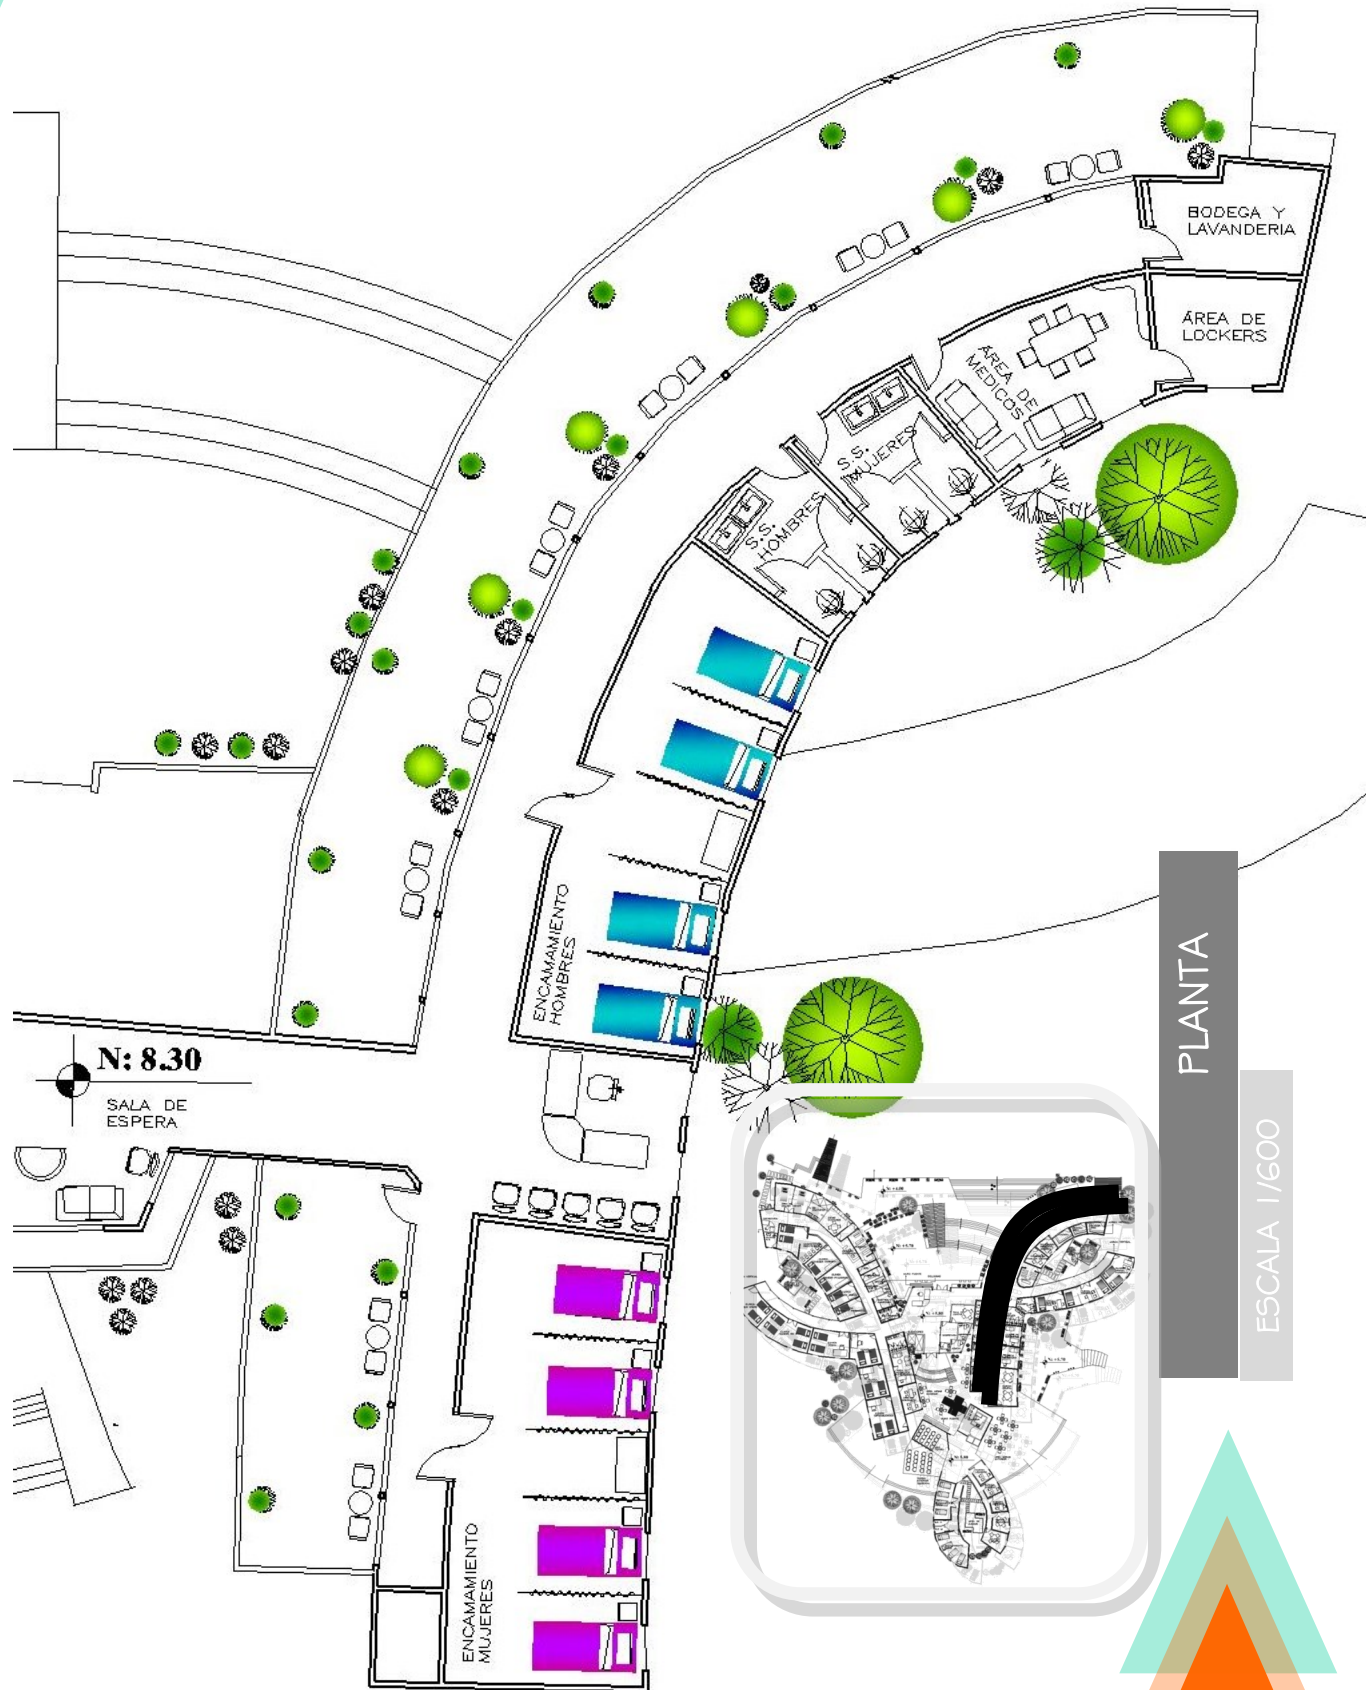 BODEGA Y
LAVANDERIA
ÁREA DE
LOCKERS
ÁREA DE
MEDICOS
S.S.
MUJERES
S.S.
HOMBRES
ENCAMAMIENTO
HOMBRES
N: 8.30
SALA DE
ESPERA
ENCAMAMIENTO
MUJERES
PLANTA
ESCALA 1/600